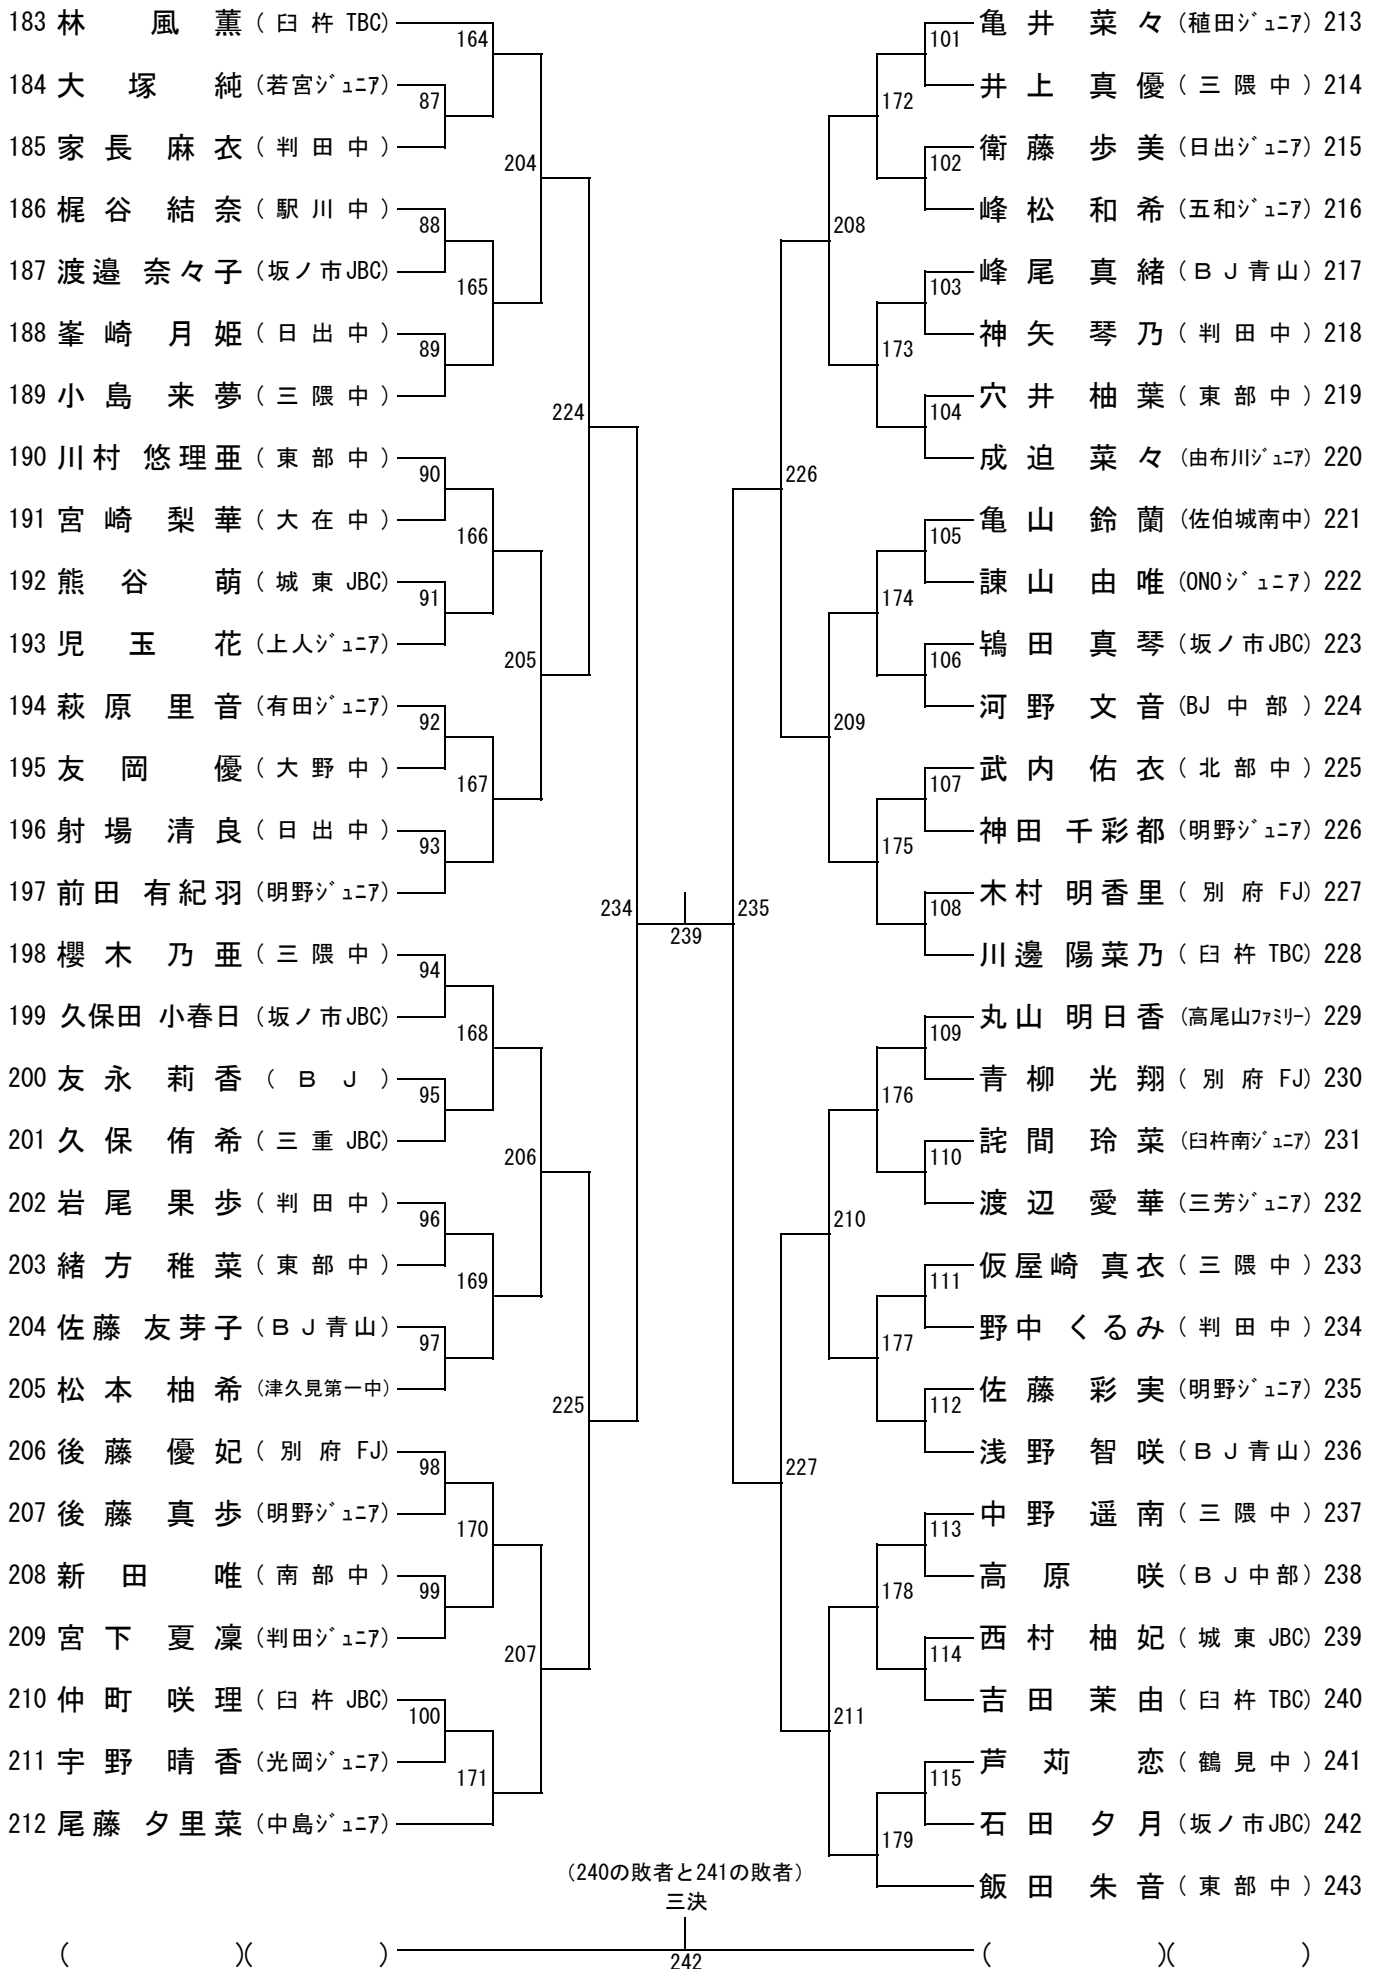 183 林 風 薫 (臼杵 TBC)
184 大 塚 純 (若宮ｼﾞｭﾆｱ)
185 家 長 麻 衣 (判田中)
186 梶 谷 結 奈 (駅川中)
187 渡邉 奈々子 (坂ノ市JBC)
188 峯 崎 月 姫 (日出中)
189 小 島 来 夢 (三隈中)
190 川村 悠理亜 (東部中)
191 宮 崎 梨 華 (大在中)
192 熊 谷 萌 (城東 JBC)
193 児 玉 花 (上人ｼﾞｭﾆｱ)
194 萩 原 里 音 (有田ｼﾞｭﾆｱ)
195 友 岡 優 (大野中)
196 射 場 清 良 (日出中)
197 前田 有紀羽 (明野ｼﾞｭﾆｱ)
198 櫻 木 乃 亜 (三隈中)
199 久保田 小春日 (坂ノ市JBC)
200 友 永 莉 香 (ＢＪ)
201 久 保 侑 希 (三重 JBC)
202 岩 尾 果 歩 (判田中)
203 緒 方 稚 菜 (東部中)
204 佐藤 友芽子 (ＢＪ青山)
205 松 本 柚 希 (津久見第一中)
206 後 藤 優 妃 (別府 FJ)
207 後 藤 真 歩 (明野ｼﾞｭﾆｱ)
208 新 田 唯 (南部中)
209 宮 下 夏 凜 (判田ｼﾞｭﾆｱ)
210 仲 町 咲 理 (臼杵 JBC)
211 宇 野 晴 香 (光岡ｼﾞｭﾆｱ)
212 尾藤 夕里菜 (中島ｼﾞｭﾆｱ)
87
88
89
90
91
92
93
94
95
96
97
98
99
100
164
165
166
167
168
169
170
171
204
205
206
207
224
225
234
239
235
226
227
208
209
210
211
172
173
174
175
176
177
178
179
101
102
103
104
105
106
107
108
109
110
111
112
113
114
115
亀 井 菜 々 (稙田ｼﾞｭﾆｱ) 213
井 上 真 優 (三隈中) 214
衛 藤 歩 美 (日出ｼﾞｭﾆｱ) 215
峰 松 和 希 (五和ｼﾞｭﾆｱ) 216
峰 尾 真 緒 (ＢＪ青山) 217
神 矢 琴 乃 (判田中) 218
穴 井 柚 葉 (東部中) 219
成 迫 菜 々 (由布川ｼﾞｭﾆｱ) 220
亀 山 鈴 蘭 (佐伯城南中) 221
諌 山 由 唯 (ONOｼﾞｭﾆｱ) 222
鴇 田 真 琴 (坂ノ市JBC) 223
河 野 文 音 (BJ 中部) 224
武 内 佑 衣 (北部中) 225
神田 千彩都 (明野ｼﾞｭﾆｱ) 226
木村 明香里 (別府 FJ) 227
川邊 陽菜乃 (臼杵 TBC) 228
丸山 明日香 (高尾山ﾌｧﾐﾘｰ) 229
青 柳 光 翔 (別府 FJ) 230
詫 間 玲 菜 (臼杵南ｼﾞｭﾆｱ) 231
渡 辺 愛 華 (三芳ｼﾞｭﾆｱ) 232
仮屋崎 真衣 (三隈中) 233
野中 くるみ (判田中) 234
佐 藤 彩 実 (明野ｼﾞｭﾆｱ) 235
浅 野 智 咲 (ＢＪ青山) 236
中 野 遥 南 (三隈中) 237
高 原 咲 (ＢＪ中部) 238
西 村 柚 妃 (城東 JBC) 239
吉 田 茉 由 (臼杵 TBC) 240
芦 苅 恋 (鶴見中) 241
石 田 夕 月 (坂ノ市JBC) 242
飯 田 朱 音 (東部中) 243
(240の敗者と241の敗者)
三決
( )( ) 242 ( )( )